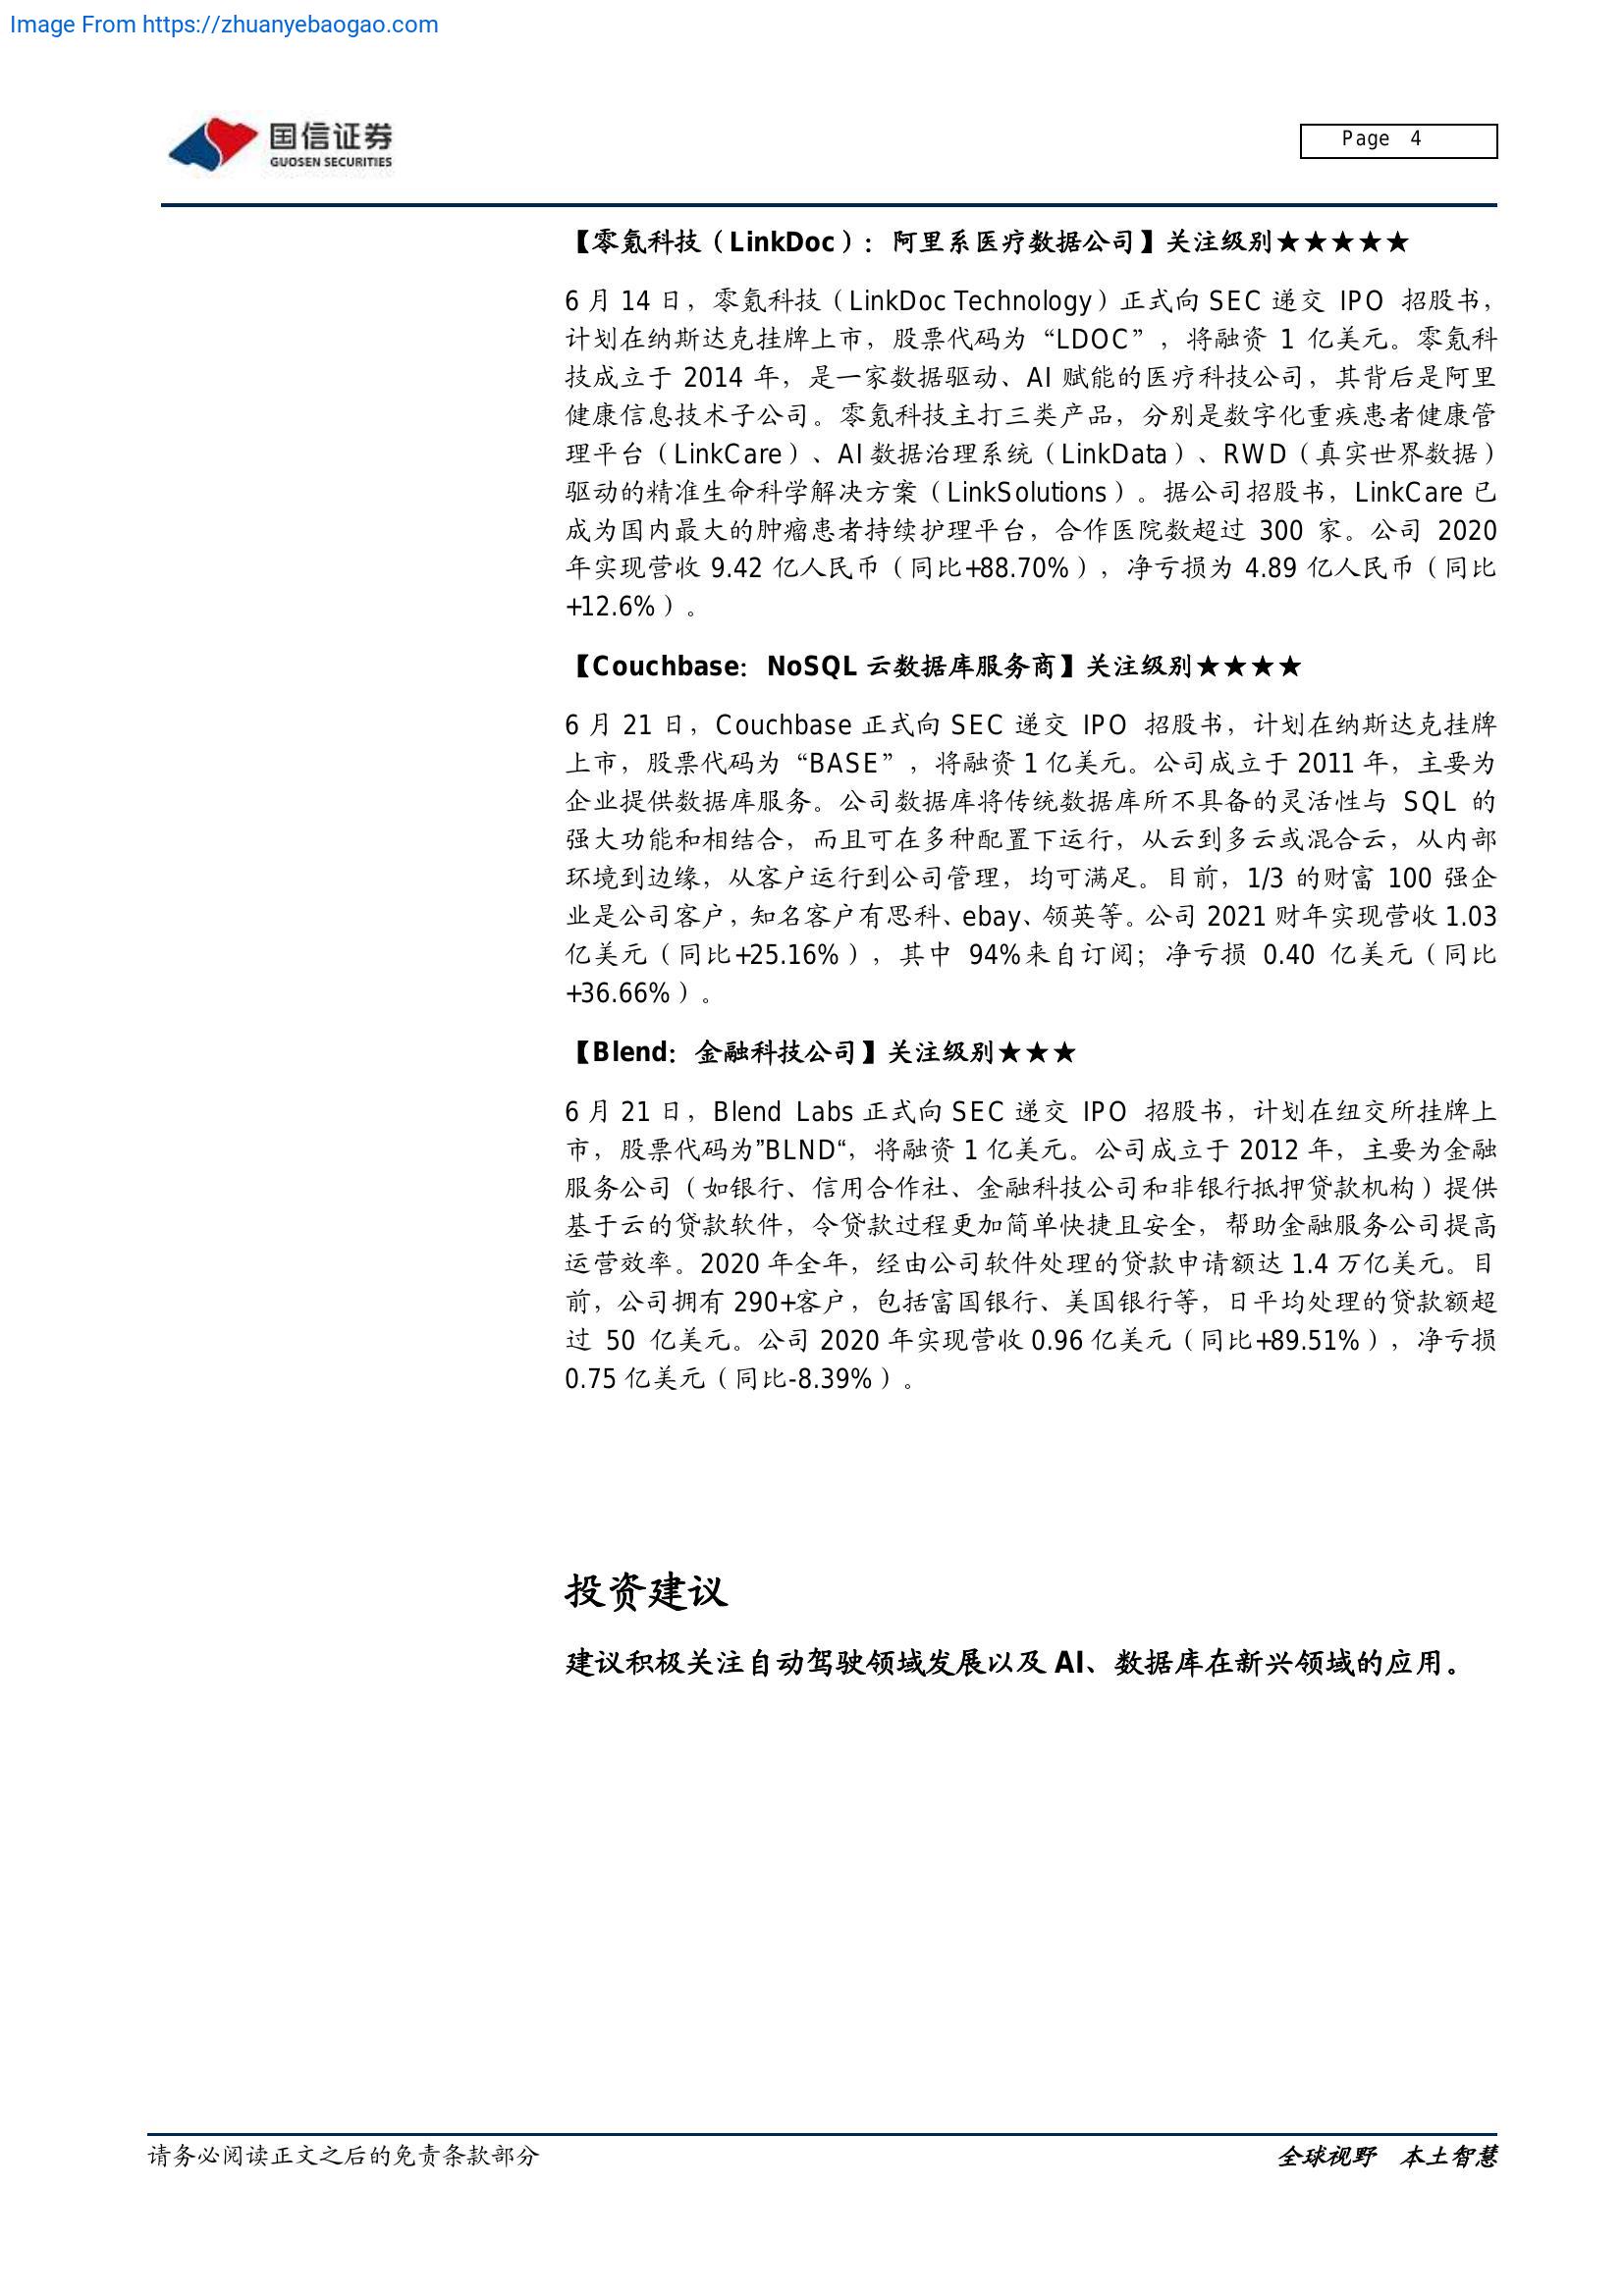 Image From https://zhuanyebaogao.com
国信证券
GUOSEN SECURITIES
Page 4
【零氪科技（LinkDoc）：阿里系医疗数据公司】关注级别★★★★★
6 月 14 日，零氪科技（LinkDoc Technology）正式向 SEC 递交 IPO 招股书，
计划在纳斯达克挂牌上市，股票代码为“LDOC”，将融资 1 亿美元。零氪科
技成立于 2014 年，是一家数据驱动、AI 赋能的医疗科技公司，其背后是阿里
健康信息技术子公司。零氪科技主打三类产品，分别是数字化重疾患者健康管
理平台（LinkCare）、AI 数据治理系统（LinkData）、RWD（真实世界数据）
驱动的精准生命科学解决方案（LinkSolutions）。据公司招股书，LinkCare 已
成为国内最大的肿瘤患者持续护理平台，合作医院数超过 300 家。公司 2020
年实现营收 9.42 亿人民币（同比+88.70%），净亏损为 4.89 亿人民币（同比
+12.6%）。
【Couchbase：NoSQL 云数据库服务商】关注级别★★★★
6 月 21 日，Couchbase 正式向 SEC 递交 IPO 招股书，计划在纳斯达克挂牌
上市，股票代码为“BASE”，将融资 1 亿美元。公司成立于 2011 年，主要为
企业提供数据库服务。公司数据库将传统数据库所不具备的灵活性与 SQL 的
强大功能和相结合，而且可在多种配置下运行，从云到多云或混合云，从内部
环境到边缘，从客户运行到公司管理，均可满足。目前，1/3 的财富 100 强企
业是公司客户，知名客户有思科、ebay、领英等。公司 2021 财年实现营收 1.03
亿美元（同比+25.16%），其中 94%来自订阅；净亏损 0.40 亿美元（同比
+36.66%）。
【Blend：金融科技公司】关注级别★★★
6 月 21 日，Blend Labs 正式向 SEC 递交 IPO 招股书，计划在纽交所挂牌上
市，股票代码为”BLND“，将融资 1 亿美元。公司成立于 2012 年，主要为金融
服务公司（如银行、信用合作社、金融科技公司和非银行抵押贷款机构）提供
基于云的贷款软件，令贷款过程更加简单快捷且安全，帮助金融服务公司提高
运营效率。2020 年全年，经由公司软件处理的贷款申请额达 1.4 万亿美元。目
前，公司拥有 290+客户，包括富国银行、美国银行等，日平均处理的贷款额超
过 50 亿美元。公司 2020 年实现营收 0.96 亿美元（同比+89.51%），净亏损
0.75 亿美元（同比-8.39%）。
投资建议
建议积极关注自动驾驶领域发展以及 AI、数据库在新兴领域的应用。
请务必阅读正文之后的免责条款部分
全球视野 本土智慧